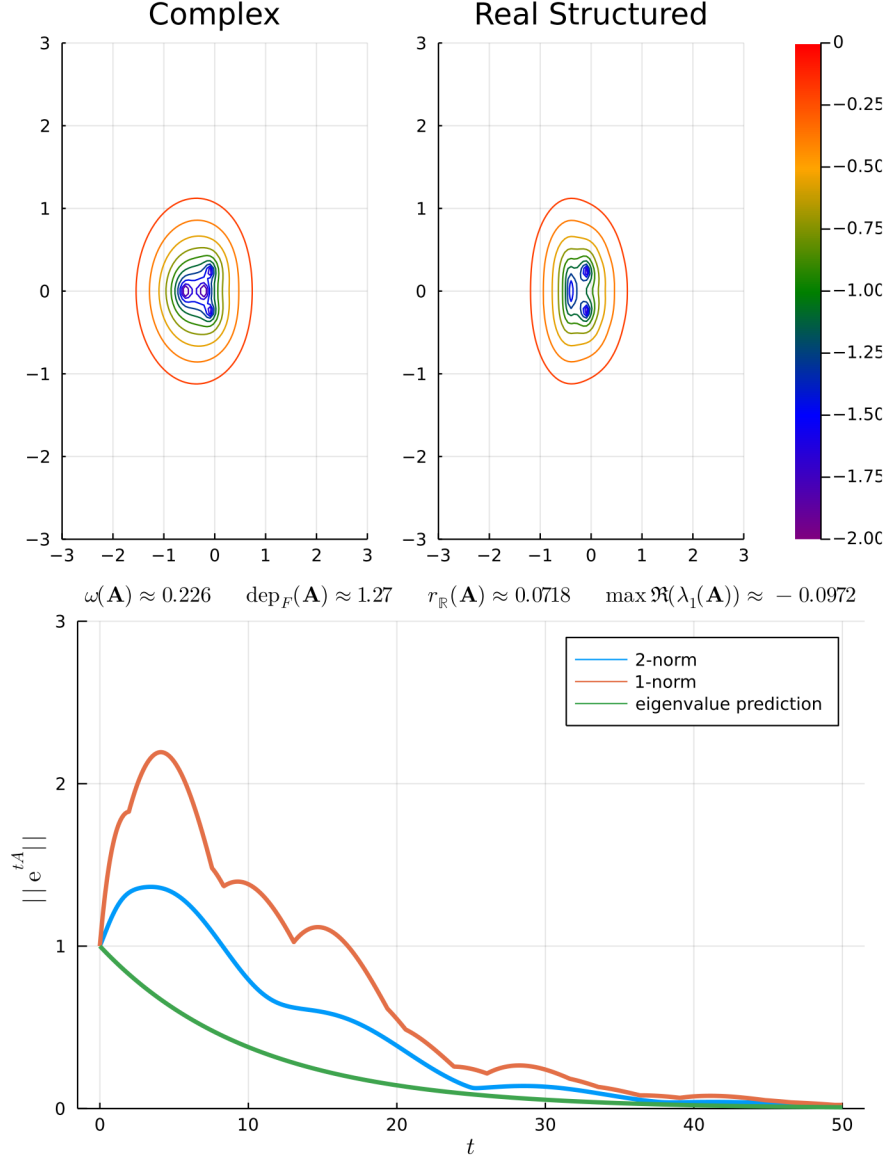 Complex Real Structured
3 3 0
2 2 −0.25
1 1 −0.50
−0.75
0 0 −1.00
−1 −1 −1.25
−2 −2 −1.50
−1.75
−3 −3 −2.00
−3 −2 −1 0 1 2 3 −3 −2 −1 0 1 2 3
ω(A) ≈ 0.226 dep_F(A) ≈ 1.27 r_ℝ(A) ≈ 0.0718 max ℜ(λ₁(A)) ≈ − 0.0972
3
2-norm
1-norm
eigenvalue prediction
2
||e^{tA}||
1
0
0 10 20 30 40 50
t